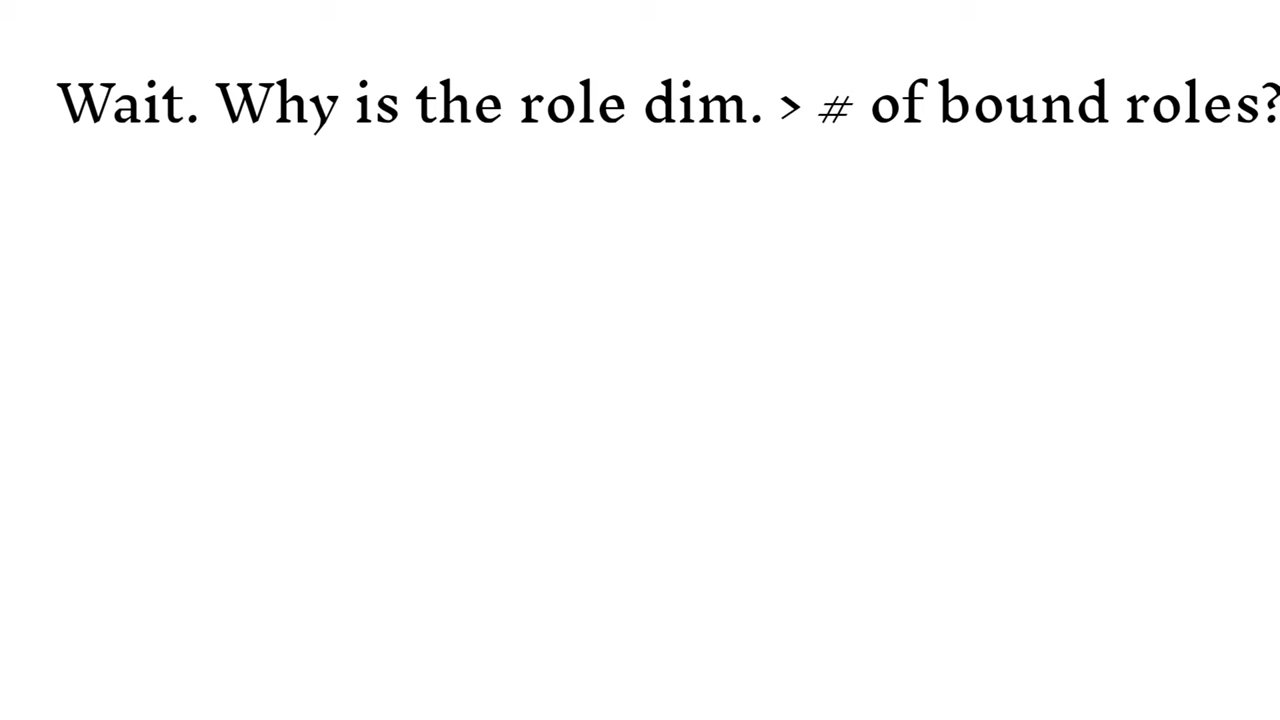 Wait. Why is the role dim. > # of bound roles?